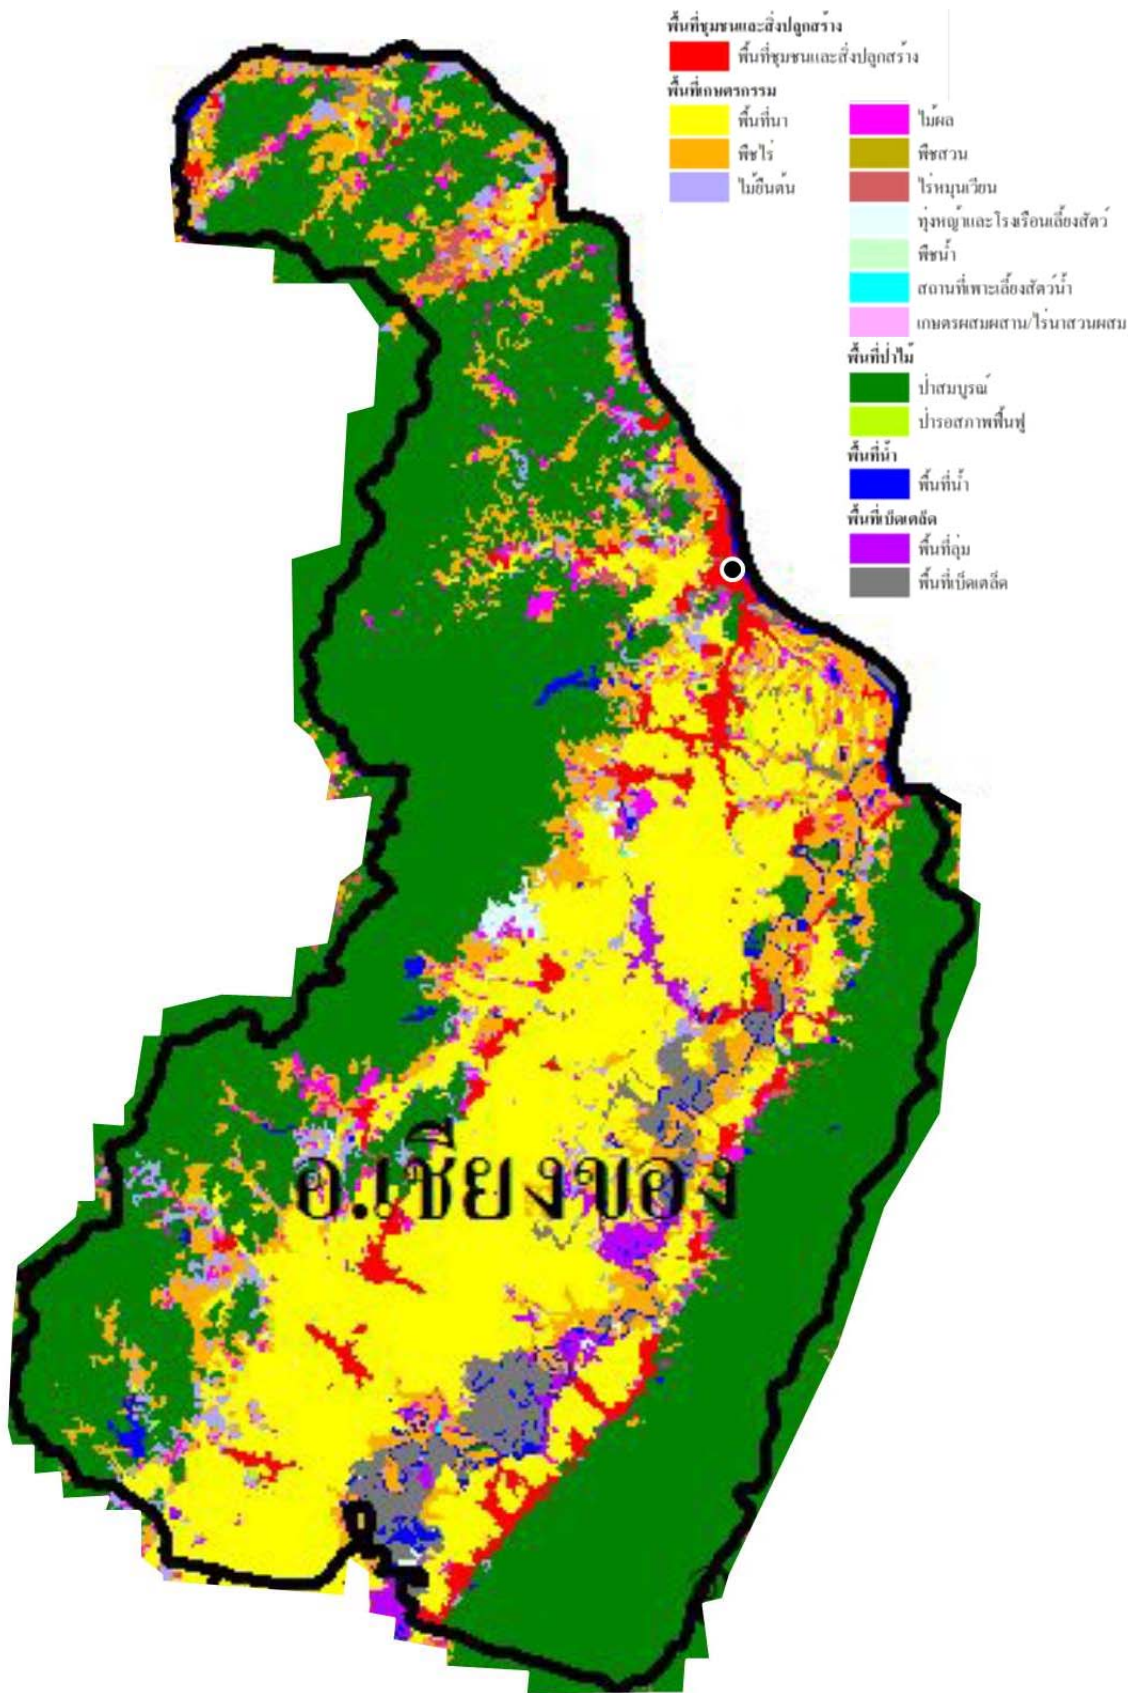 พื้นที่ชุมชนและสิ่งปลูกสร้าง
พื้นที่ชุมชนและสิ่งปลูกสร้าง
พื้นที่เกษตรกรรม
พื้นที่นา
พืชไร่
ไม้ยืนต้น
ไม้ผล
พืชสวน
ไร่หมุนเวียน
ทุ่งหญ้าและโรงเรือนเลี้ยงสัตว์
พืชน้ำ
สถานที่เพาะเลี้ยงสัตว์น้ำ
เกษตรผสมผสาน/ไร่นาสวนผสม
พื้นที่ป่าไม้
ป่าสมบูรณ์
ป่ารอสภาพฟื้นฟู
พื้นที่น้ำ
พื้นที่น้ำ
พื้นที่เบ็ดเตล็ด
พื้นที่ลุ่ม
พื้นที่เบ็ดเตล็ด
อ.เชียงของ